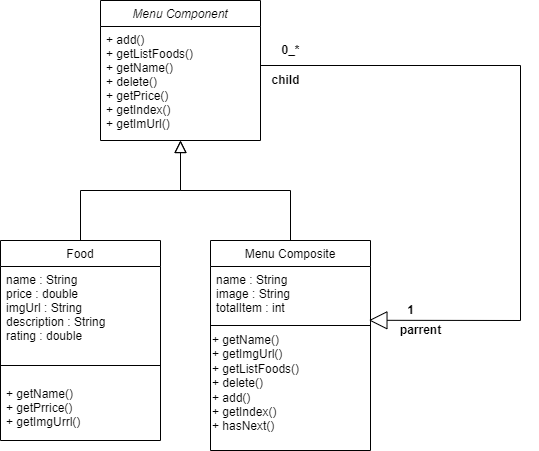 Menu Component
+ add()
+ getListFoods()
+ getName()
+ delete()
+ getPrice()
+ getIndex()
+ getImUrl()
0_*
child
Food
name : String
price : double
imgUrl : String
description : String
rating : double
+ getName()
+ getPrrice()
+ getImgUrrl()
Menu Composite
name : String
image : String
totalItem : int
+ getName()
+ getImgUrl()
+ getListFoods()
+ delete()
+ add()
+ getIndex()
+ hasNext()
1
parrent